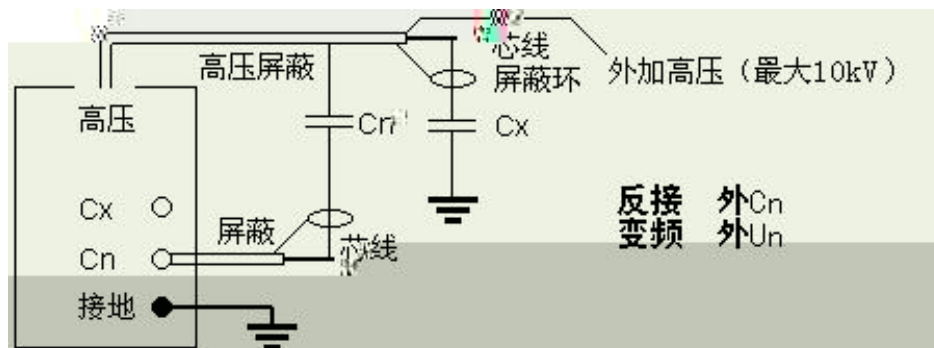 芯线
高压屏蔽
屏蔽环
外加高压（最大10kV）
高压
Cn
Cx
Cx
反接 外Cn
屏蔽
变频 外Un
芯线
Cn
接地